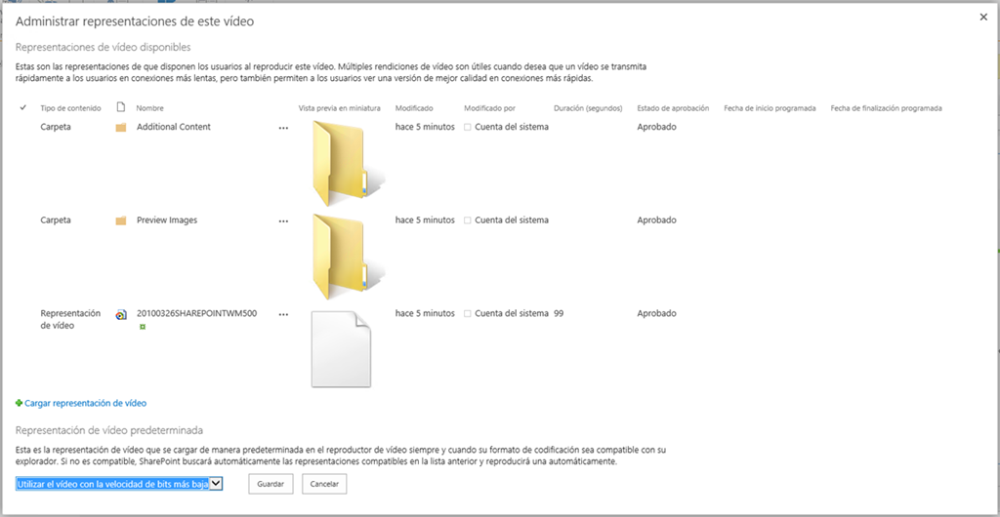 Administrar representaciones de este vídeo
Representaciones de vídeo disponibles
Estas son las representaciones de que disponen los usuarios al reproducir este vídeo. Múltiples rendiciones de vídeo son útiles cuando desea que un vídeo se transmita
rápidamente a los usuarios en conexiones más lentas, pero también permiten a los usuarios ver una versión de mejor calidad en conexiones más rápidas.
Tipo de contenido Nombre Vista previa en miniatura Modificado Modificado por Duración (segundos) Estado de aprobación Fecha de inicio programada Fecha de finalización programada
Carpeta Additional Content ... hace 5 minutos Cuenta del sistema Aprobado
Carpeta Preview Images ... hace 5 minutos Cuenta del sistema Aprobado
Representación 20100326SHAREPOINTWM500 ... hace 5 minutos Cuenta del sistema 99 Aprobado
de vídeo
Cargar representación de vídeo
Representación de vídeo predeterminada
Esta es la representación de vídeo que se cargar de manera predeterminada en el reproductor de vídeo siempre y cuando su formato de codificación sea compatible con su
explorador. Si no es compatible, SharePoint buscará automáticamente las representaciones compatibles en la lista anterior y reproducirá una automáticamente.
Utilizar el vídeo con la velocidad de bits más baja Guardar Cancelar